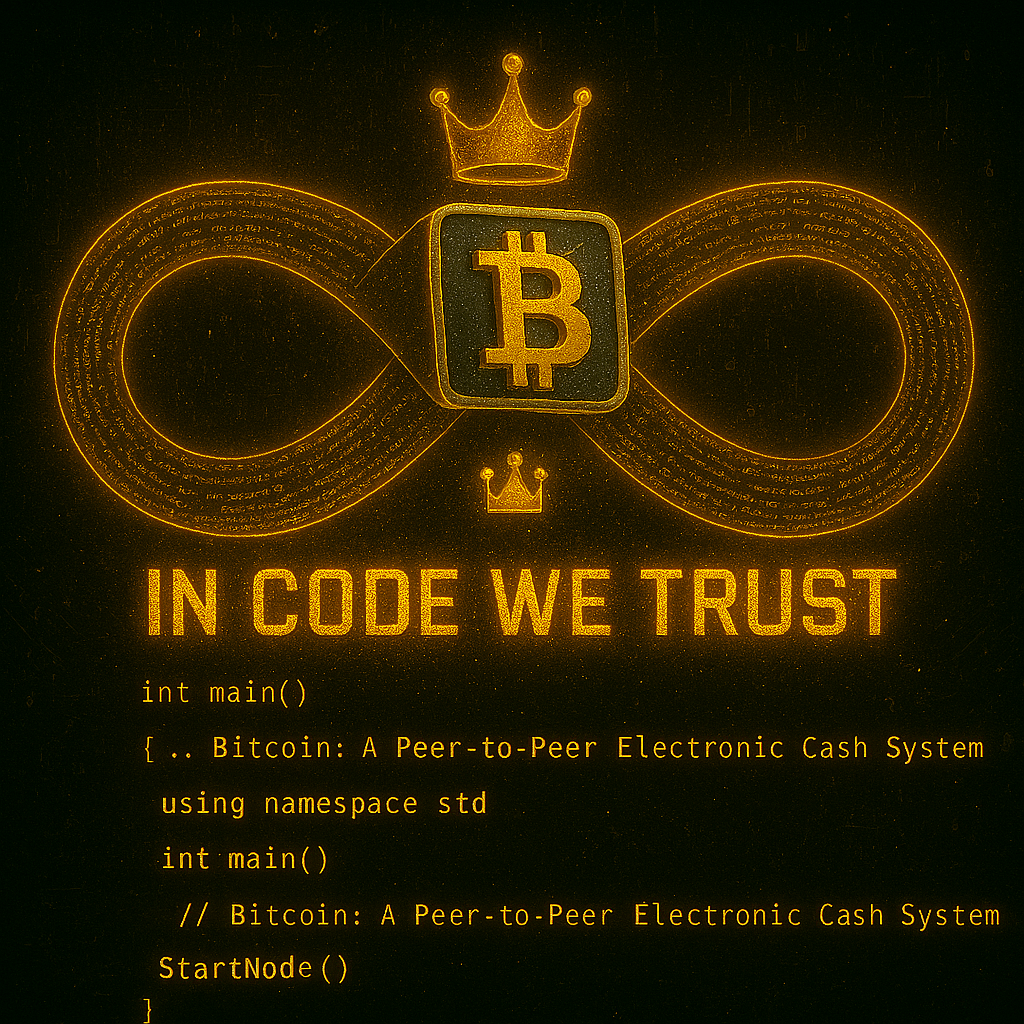 IN CODE WE TRUST
int main()
{ .. Bitcoin: A Peer-to-Peer Electronic Cash System
using namespace std
int main()
// Bitcoin: A Peer-to-Peer Electronic Cash System
StartNode()
}